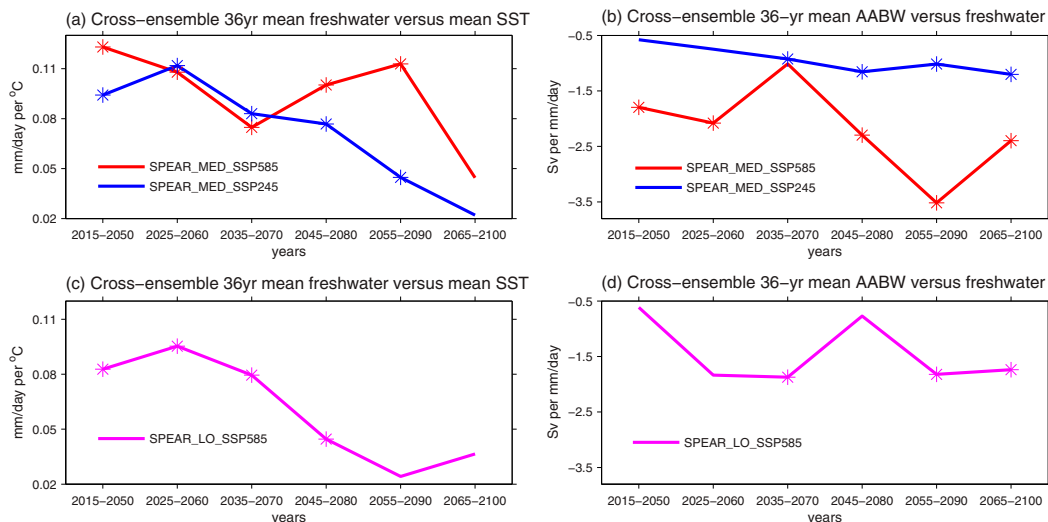 (a) Cross−ensemble 36yr mean freshwater versus mean SST
mm/day per °C
0.11
0.08
0.05
0.02
SPEAR_MED_SSP585
SPEAR_MED_SSP245
2015−2050 2025−2060 2035−2070 2045−2080 2055−2090 2065−2100
years
(b) Cross−ensemble 36−yr mean AABW versus freshwater
Sv per mm/day
−0.5
−1.5
−2.5
−3.5
SPEAR_MED_SSP585
SPEAR_MED_SSP245
2015−2050 2025−2060 2035−2070 2045−2080 2055−2090 2065−2100
years
(c) Cross−ensemble 36yr mean freshwater versus mean SST
mm/day per °C
0.11
0.08
0.05
0.02
SPEAR_LO_SSP585
2015−2050 2025−2060 2035−2070 2045−2080 2055−2090 2065−2100
years
(d) Cross−ensemble 36−yr mean AABW versus freshwater
Sv per mm/day
−0.5
−1.5
−2.5
−3.5
SPEAR_LO_SSP585
2015−2050 2025−2060 2035−2070 2045−2080 2055−2090 2065−2100
years